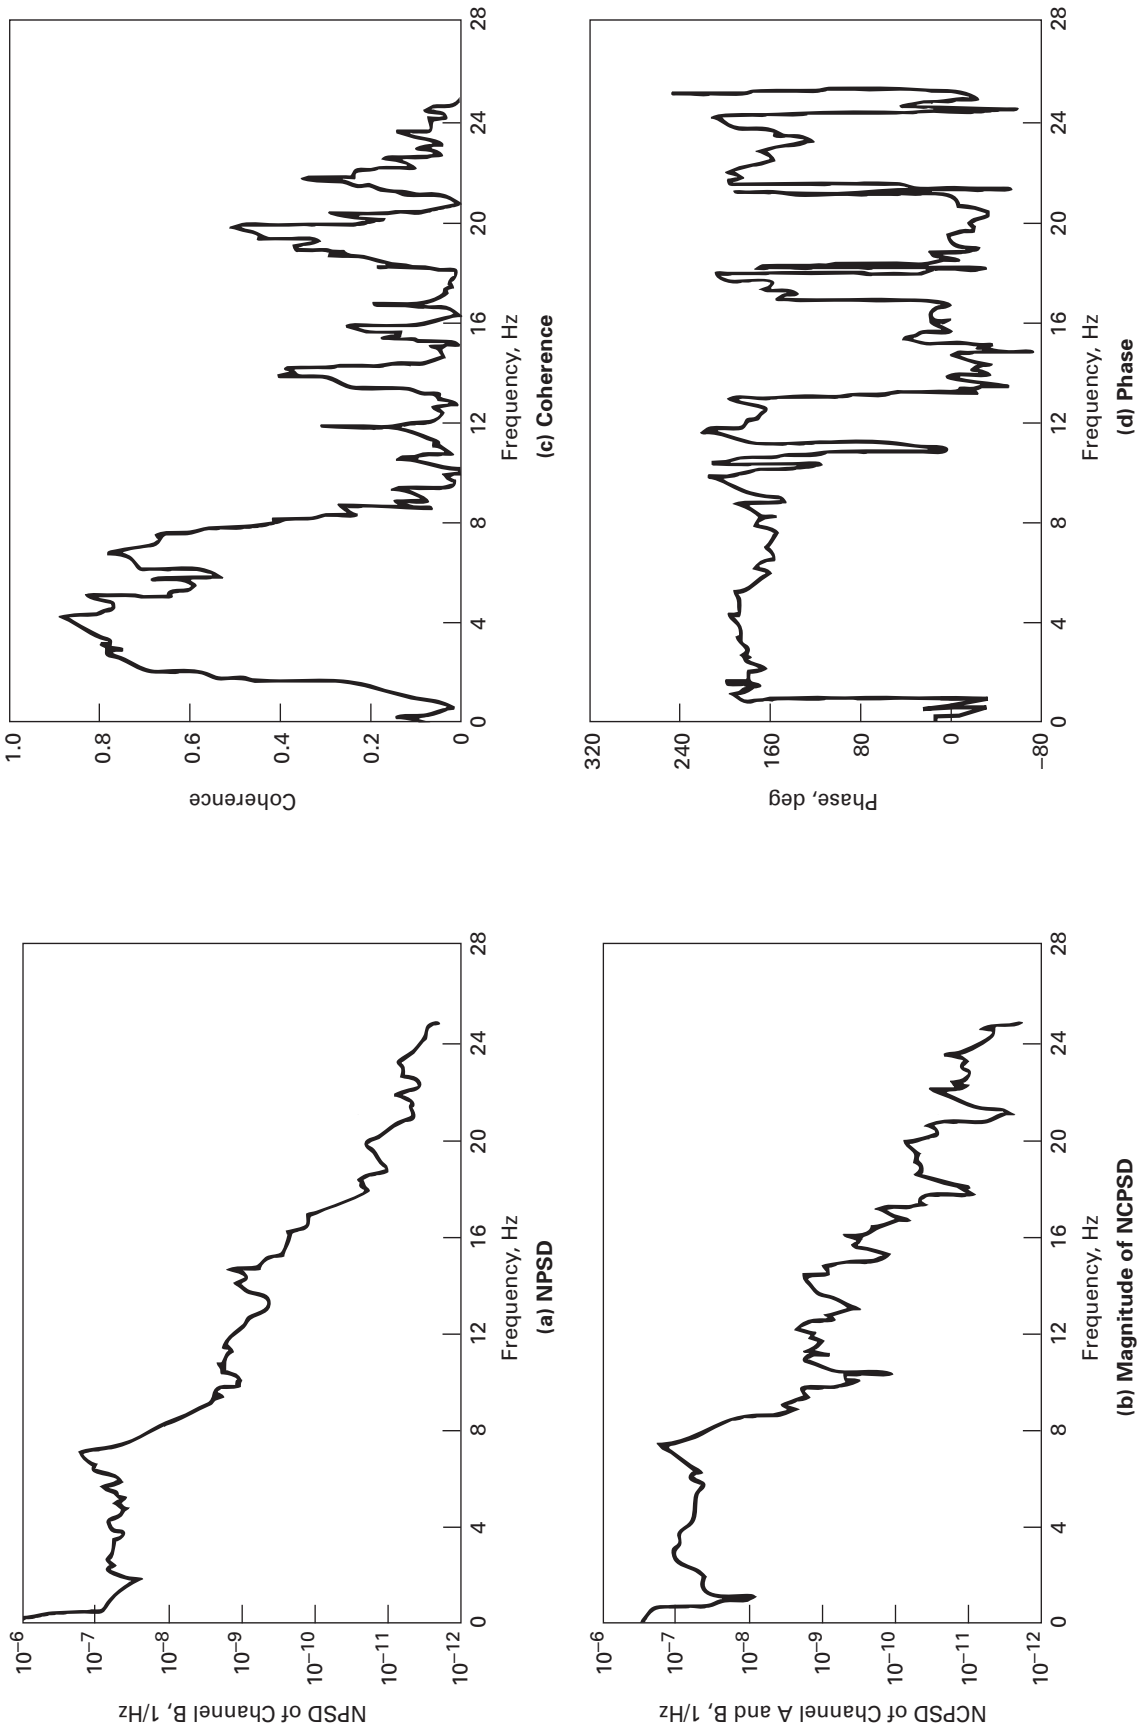 NPSD of Channel B, 1/Hz
10–6
10–7
10–8
10–9
10–10
10–11
10–12
0 4 8 12 16 20 24 28
Frequency, Hz
(a) NPSD
Coherence
1.0
0.8
0.6
0.4
0.2
0
0 4 8 12 16 20 24 28
Frequency, Hz
(c) Coherence
NCPSD of Channel A and B, 1/Hz
10–6
10–7
10–8
10–9
10–10
10–11
10–12
0 4 8 12 16 20 24 28
Frequency, Hz
(b) Magnitude of NCPSD
Phase, deg
320
240
160
80
0
–80
0 4 8 12 16 20 24 28
Frequency, Hz
(d) Phase